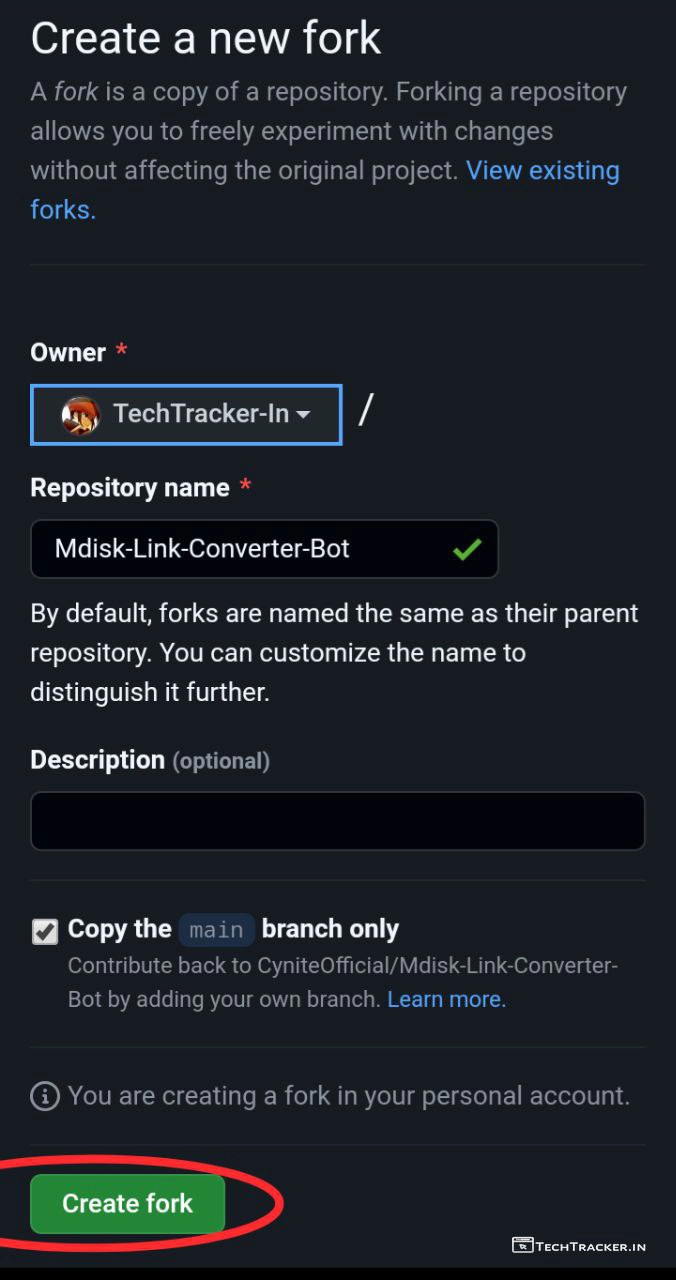 Create a new fork
A fork is a copy of a repository. Forking a repository
allows you to freely experiment with changes
without affecting the original project. View existing
forks.
Owner *
TechTracker-In /
Repository name *
Mdisk-Link-Converter-Bot
By default, forks are named the same as their parent
repository. You can customize the name to
distinguish it further.
Description (optional)
Copy the main branch only
Contribute back to CyniteOfficial/Mdisk-Link-Converter-
Bot by adding your own branch. Learn more.
You are creating a fork in your personal account.
Create fork
TechTracker.in